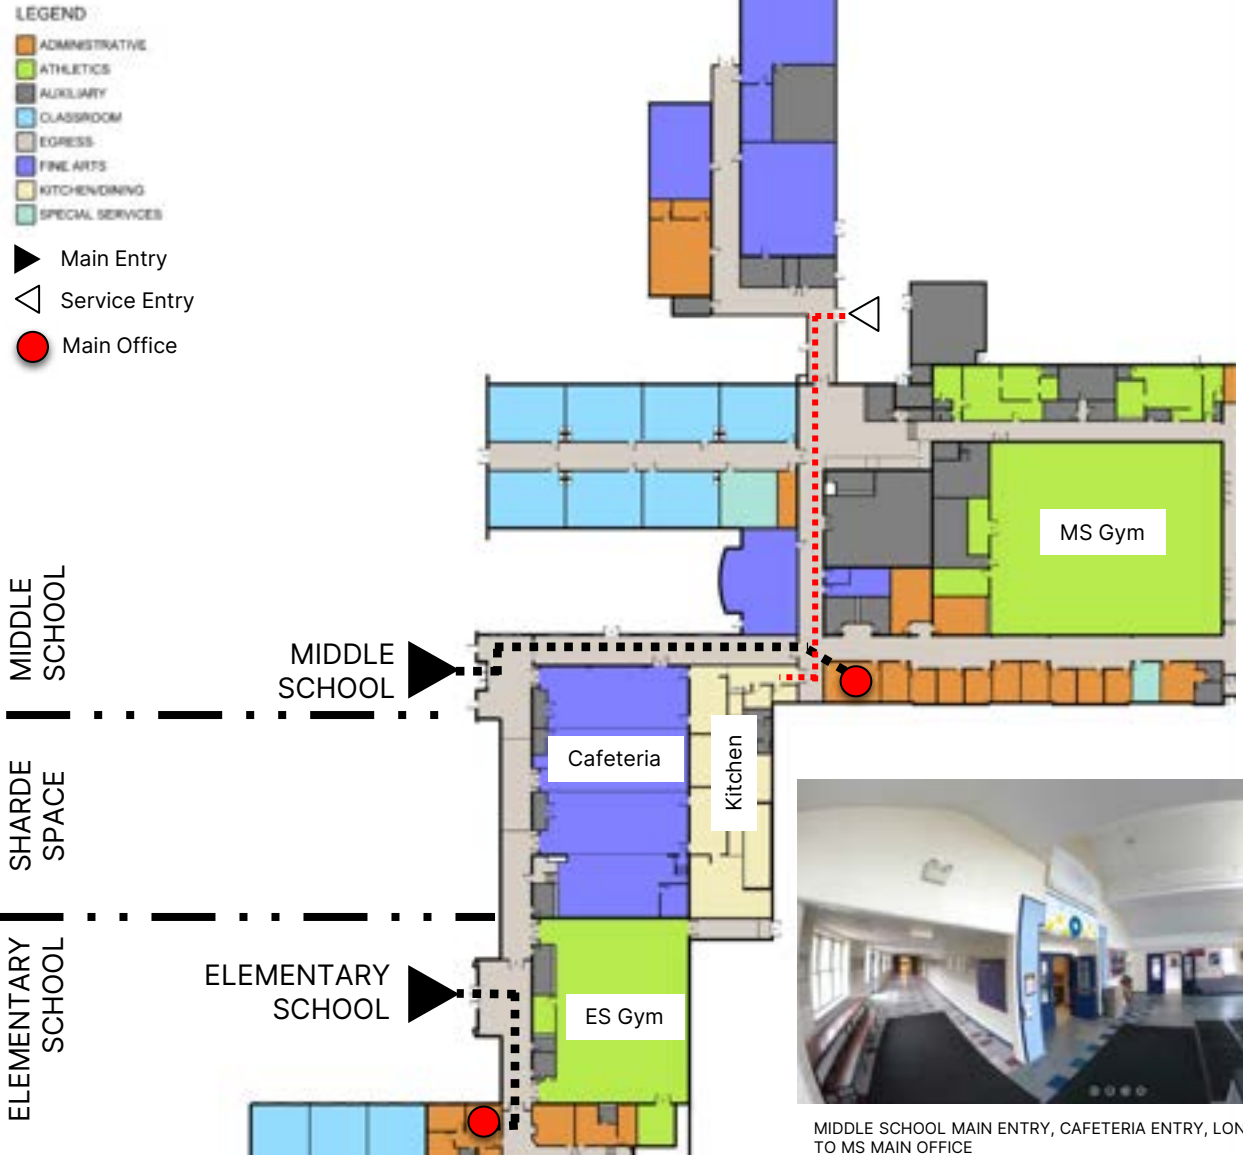 LEGEND
ADMINISTRATIVE
ATHLETICS
AUXILIARY
CLASSROOM
EGRESS
FINE ARTS
KITCHEN/DINING
SPECIAL SERVICES
Main Entry
Service Entry
Main Office
MS Gym
MIDDLE
SCHOOL
MIDDLE
SCHOOL
Cafeteria
Kitchen
SHARDE
SPACE
ELEMENTARY
SCHOOL
ELEMENTARY
SCHOOL
ES Gym
MIDDLE SCHOOL MAIN ENTRY, CAFETERIA ENTRY, LON
TO MS MAIN OFFICE